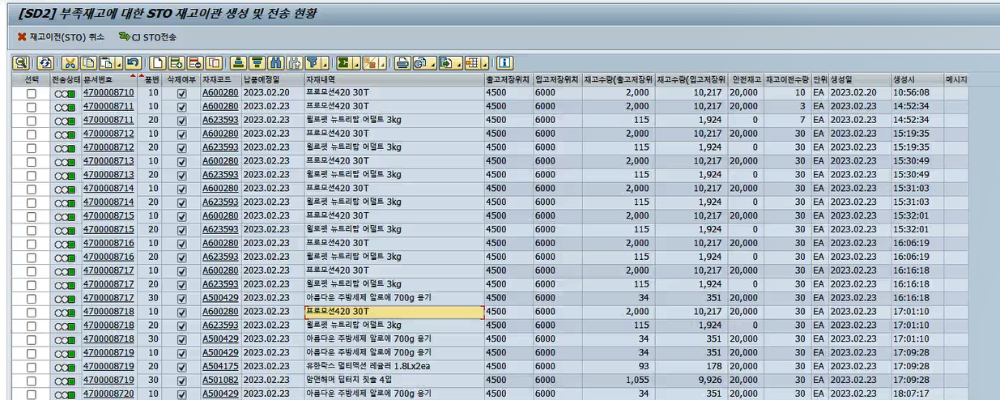 [SD2] 부족재고에 대한 STO 재고이관 생성 및 전송 현황
재고이전(STO) 취소 CJ STO전송
선택 전송상태 문서번호 품번 삭제여부 자재코드 납품예정일 자재내역 출고저장위치 입고저장위치 재고수량(출고저장위 재고수량(입고저장위 안전재고 재고이전수량 단위 생성일 생성시 메시지
4700008710 10 A600280 2023.02.20 프로모션420 30T 4500 6000 2,000 10,217 20,000 10 EA 2023.02.20 10:56:08
4700008711 10 A600280 2023.02.23 프로모션420 30T 4500 6000 2,000 10,217 20,000 3 EA 2023.02.23 14:52:34
4700008711 20 A623593 2023.02.23 윌로펫 뉴트리탑 어덜트 3kg 4500 6000 115 1,924 0 7 EA 2023.02.23 14:52:34
4700008712 10 A600280 2023.02.23 프로모션420 30T 4500 6000 2,000 10,217 20,000 30 EA 2023.02.23 15:19:35
4700008712 20 A623593 2023.02.23 윌로펫 뉴트리탑 어덜트 3kg 4500 6000 115 1,924 0 30 EA 2023.02.23 15:19:35
4700008713 10 A600280 2023.02.23 프로모션420 30T 4500 6000 2,000 10,217 20,000 30 EA 2023.02.23 15:30:49
4700008713 20 A623593 2023.02.23 윌로펫 뉴트리탑 어덜트 3kg 4500 6000 115 1,924 0 30 EA 2023.02.23 15:30:49
4700008714 10 A600280 2023.02.23 프로모션420 30T 4500 6000 2,000 10,217 20,000 30 EA 2023.02.23 15:31:03
4700008714 20 A623593 2023.02.23 윌로펫 뉴트리탑 어덜트 3kg 4500 6000 115 1,924 0 30 EA 2023.02.23 15:31:03
4700008715 10 A600280 2023.02.23 프로모션420 30T 4500 6000 2,000 10,217 20,000 30 EA 2023.02.23 15:32:01
4700008715 20 A623593 2023.02.23 윌로펫 뉴트리탑 어덜트 3kg 4500 6000 115 1,924 0 30 EA 2023.02.23 15:32:01
4700008716 10 A600280 2023.02.23 프로모션420 30T 4500 6000 2,000 10,217 20,000 30 EA 2023.02.23 16:06:19
4700008716 20 A623593 2023.02.23 윌로펫 뉴트리탑 어덜트 3kg 4500 6000 115 1,924 0 30 EA 2023.02.23 16:06:19
4700008717 10 A600280 2023.02.23 프로모션420 30T 4500 6000 2,000 10,217 20,000 30 EA 2023.02.23 16:16:18
4700008717 20 A623593 2023.02.23 윌로펫 뉴트리탑 어덜트 3kg 4500 6000 115 1,924 0 30 EA 2023.02.23 16:16:18
4700008717 30 A500429 2023.02.23 아름다운 주방세제 알로에 700g 용기 4500 6000 34 351 20,000 30 EA 2023.02.23 16:16:18
4700008718 10 A600280 2023.02.23 프로모션420 30T 4500 6000 2,000 10,217 20,000 30 EA 2023.02.23 17:01:10
4700008718 20 A623593 2023.02.23 윌로펫 뉴트리탑 어덜트 3kg 4500 6000 115 1,924 0 30 EA 2023.02.23 17:01:10
4700008718 30 A500429 2023.02.23 아름다운 주방세제 알로에 700g 용기 4500 6000 34 351 20,000 30 EA 2023.02.23 17:01:10
4700008719 10 A500429 2023.02.23 아름다운 주방세제 알로에 700g 용기 4500 6000 34 351 20,000 30 EA 2023.02.23 17:09:28
4700008719 20 A504175 2023.02.23 유한락스 멀티액션 레귤러 1.8Lx2ea 4500 6000 93 178 20,000 30 EA 2023.02.23 17:09:28
4700008719 30 A501082 2023.02.23 암앤해머 딥터치 칫솔 4입 4500 6000 1,055 9,926 20,000 30 EA 2023.02.23 17:09:28
4700008720 10 A500429 2023.02.23 아름다운 주방세제 알로에 700g 용기 4500 6000 34 351 20,000 30 EA 2023.02.23 18:07:17